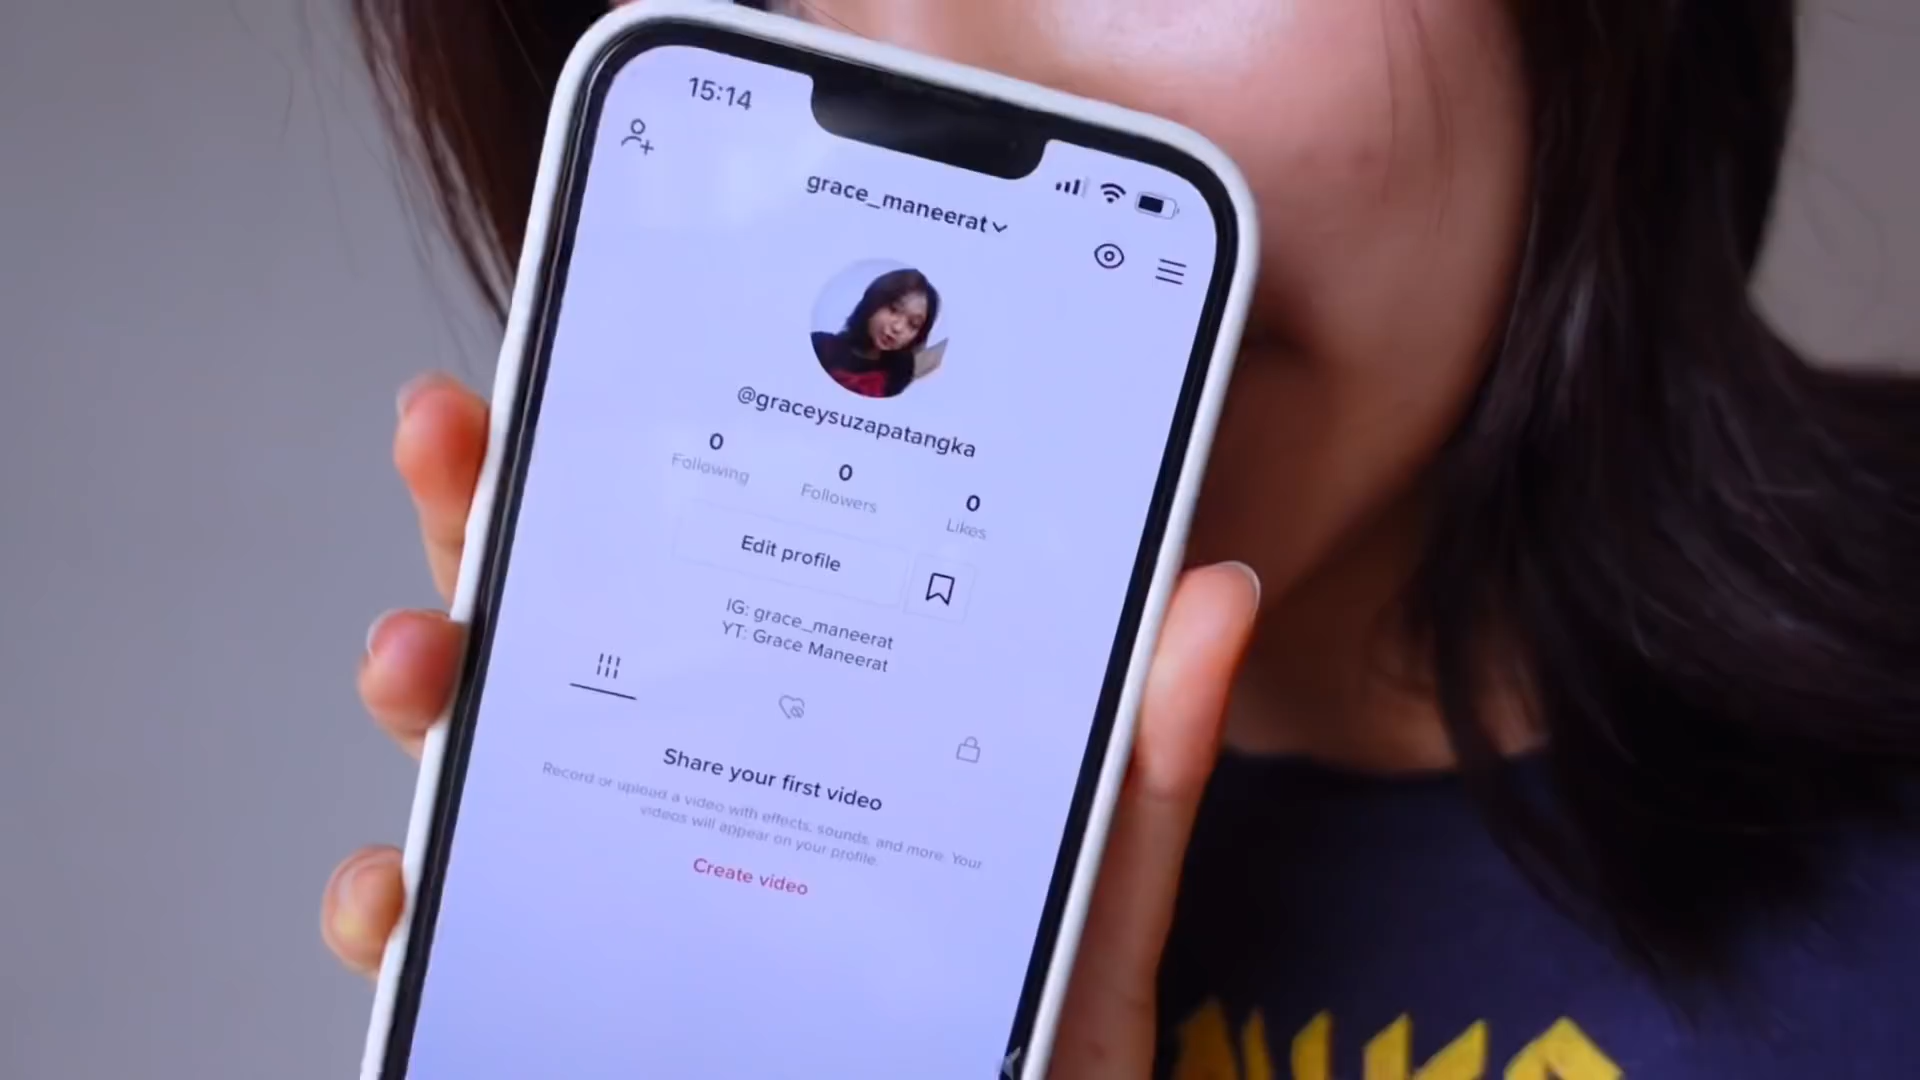 15:14
grace_maneerat
@graceysuzapatangka
0 0 0
Following Followers Likes
Edit profile
IG: grace_maneerat
YT: Grace Maneerat
Share your first video
Record or upload a video with effects, sounds, and more. Your
videos will appear on your profile.
Create video